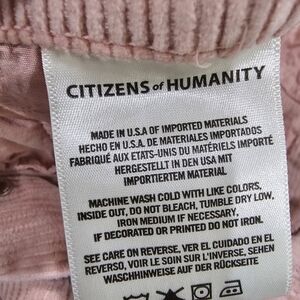 CITIZENS of HUMANITY
MADE IN U.S.A OF IMPORTED MATERIALS
HECHO EN U.S.A. DE MATERIALES IMPORTADOS
FABRIQUÉ AUX ETATS-UNIS DU MATÉRIELS IMPORTÉ
HERGESTELLT IN DEN USA MIT
IMPORTIERTEM MATERIAL
MACHINE WASH COLD WITH LIKE COLORS,
INSIDE OUT, DO NOT BLEACH, TUMBLE DRY LOW,
IRON MEDIUM IF NECESSARY,
IF DECORATED OR PRINTED DO NOT IRON.
SEE CARE ON REVERSE. VER EL CUIDADO EN EL
REVERSO, VOIR LE SOIN SUR L'INVERSE, SEHEN
WASCHHINWEISE AUF DER RÜCKSEITE